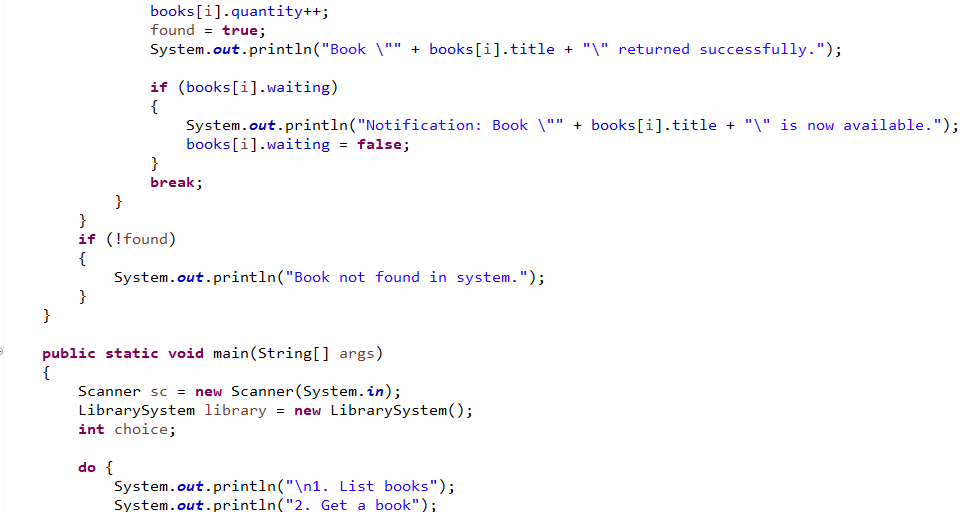 books[i].quantity++;
found = true;
System.out.println("Book \"" + books[i].title + "\" returned successfully.");
if (books[i].waiting)
{
System.out.println("Notification: Book \"" + books[i].title + "\" is now available.");
books[i].waiting = false;
}
break;
}
}
if (!found)
{
System.out.println("Book not found in system.");
}
}
public static void main(String[] args)
{
Scanner sc = new Scanner(System.in);
LibrarySystem library = new LibrarySystem();
int choice;
do {
System.out.println("\n1. List books");
System.out.println("2. Get a book");